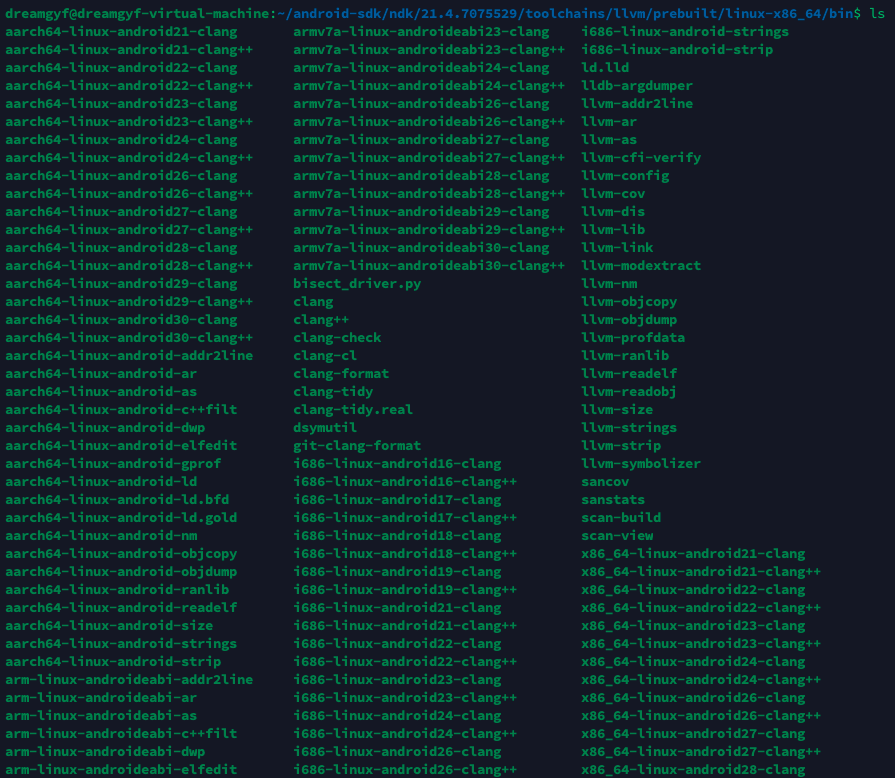 dreamgyf@dreamgyf-virtual-machine:~/android-sdk/ndk/21.4.7075529/toolchains/llvm/prebuilt/linux-x86_64/bin$ ls
aarch64-linux-android21-clang armv7a-linux-androideabi23-clang i686-linux-android-strings
aarch64-linux-android21-clang++ armv7a-linux-androideabi23-clang++ i686-linux-android-strip
aarch64-linux-android22-clang armv7a-linux-androideabi24-clang ld.lld
aarch64-linux-android22-clang++ armv7a-linux-androideabi24-clang++ lldb-argdumper
aarch64-linux-android23-clang armv7a-linux-androideabi26-clang llvm-addr2line
aarch64-linux-android23-clang++ armv7a-linux-androideabi26-clang++ llvm-ar
aarch64-linux-android24-clang armv7a-linux-androideabi27-clang llvm-as
aarch64-linux-android24-clang++ armv7a-linux-androideabi27-clang++ llvm-cfi-verify
aarch64-linux-android26-clang armv7a-linux-androideabi28-clang llvm-config
aarch64-linux-android26-clang++ armv7a-linux-androideabi28-clang++ llvm-cov
aarch64-linux-android27-clang armv7a-linux-androideabi29-clang llvm-dis
aarch64-linux-android27-clang++ armv7a-linux-androideabi29-clang++ llvm-lib
aarch64-linux-android28-clang armv7a-linux-androideabi30-clang llvm-link
aarch64-linux-android28-clang++ armv7a-linux-androideabi30-clang++ llvm-modextract
aarch64-linux-android29-clang bisect_driver.py llvm-nm
aarch64-linux-android29-clang++ clang llvm-objcopy
aarch64-linux-android30-clang clang++ llvm-objdump
aarch64-linux-android30-clang++ clang-check llvm-profdata
aarch64-linux-android-addr2line clang-cl llvm-ranlib
aarch64-linux-android-ar clang-format llvm-readelf
aarch64-linux-android-as clang-tidy llvm-readobj
aarch64-linux-android-c++filt clang-tidy.real llvm-size
aarch64-linux-android-dwp dsymutil llvm-strings
aarch64-linux-android-elfedit git-clang-format llvm-strip
aarch64-linux-android-gprof i686-linux-android16-clang llvm-symbolizer
aarch64-linux-android-ld i686-linux-android16-clang++ sancov
aarch64-linux-android-ld.bfd i686-linux-android17-clang sanstats
aarch64-linux-android-ld.gold i686-linux-android17-clang++ scan-build
aarch64-linux-android-nm i686-linux-android18-clang scan-view
aarch64-linux-android-objcopy i686-linux-android18-clang++ x86_64-linux-android21-clang
aarch64-linux-android-objdump i686-linux-android19-clang x86_64-linux-android21-clang++
aarch64-linux-android-ranlib i686-linux-android19-clang++ x86_64-linux-android22-clang
aarch64-linux-android-readelf i686-linux-android21-clang x86_64-linux-android22-clang++
aarch64-linux-android-size i686-linux-android21-clang++ x86_64-linux-android23-clang
aarch64-linux-android-strings i686-linux-android22-clang x86_64-linux-android23-clang++
aarch64-linux-android-strip i686-linux-android22-clang++ x86_64-linux-android24-clang
arm-linux-androideabi-addr2line i686-linux-android23-clang x86_64-linux-android24-clang++
arm-linux-androideabi-ar i686-linux-android23-clang++ x86_64-linux-android26-clang
arm-linux-androideabi-as i686-linux-android24-clang x86_64-linux-android26-clang++
arm-linux-androideabi-c++filt i686-linux-android24-clang++ x86_64-linux-android27-clang
arm-linux-androideabi-dwp i686-linux-android26-clang x86_64-linux-android27-clang++
arm-linux-androideabi-elfedit i686-linux-android26-clang++ x86_64-linux-android28-clang